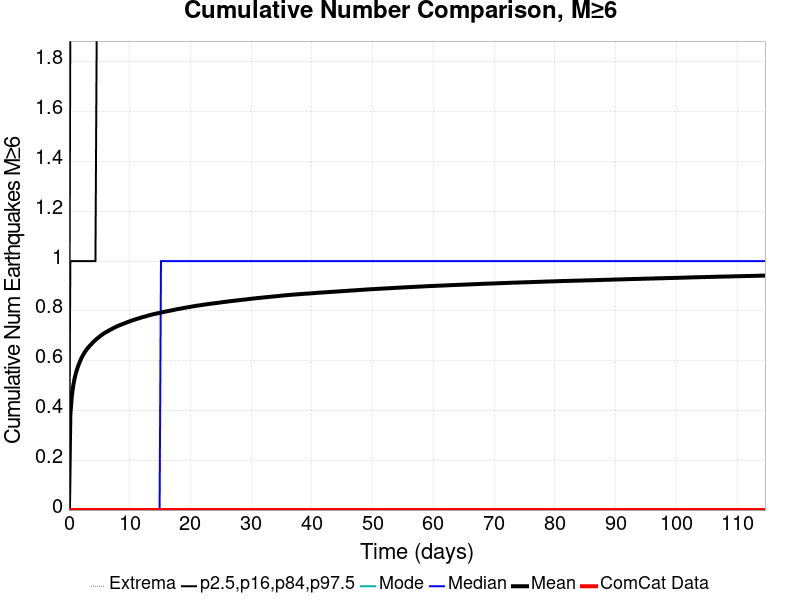 Cumulative Number Comparison, M≥6
Cumulative Num Earthquakes M≥6
1.8
1.6
1.4
1.2
1
0.8
0.6
0.4
0.2
0
0 10 20 30 40 50 60 70 80 90 100 110
Time (days)
Extrema p2.5,p16,p84,p97.5 Mode Median Mean ComCat Data